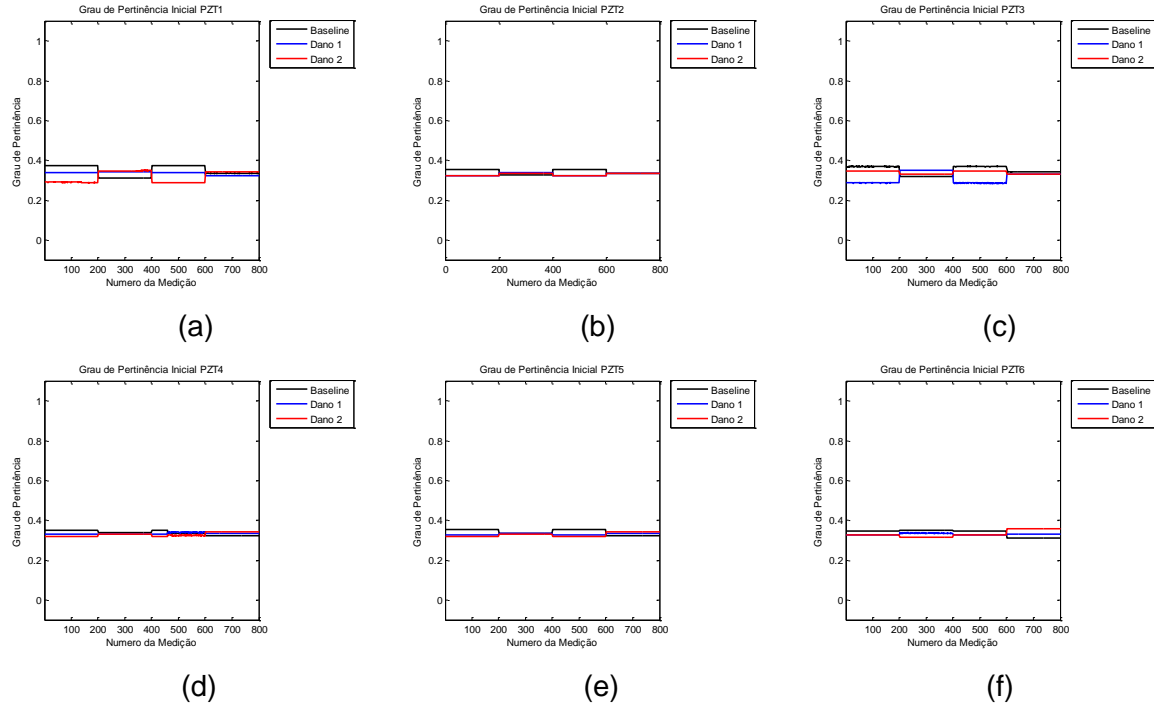 Grau de Pertinência Inicial PZT1
Baseline
Dano 1
Dano 2
Grau de Pertinência
1
0.8
0.6
0.4
0.2
0
100 200 300 400 500 600 700 800
Numero da Medição
(a)
Grau de Pertinência Inicial PZT2
Baseline
Dano 1
Dano 2
Grau de Pertinência
1
0.8
0.6
0.4
0.2
0
0 200 400 600 800
Numero da Medição
(b)
Grau de Pertinência Inicial PZT3
Baseline
Dano 1
Dano 2
Grau de Pertinência
1
0.8
0.6
0.4
0.2
0
100 200 300 400 500 600 700 800
Numero da Medição
(c)
Grau de Pertinência Inicial PZT4
Baseline
Dano 1
Dano 2
Grau de Pertinência
1
0.8
0.6
0.4
0.2
0
100 200 300 400 500 600 700 800
Numero da Medição
(d)
Grau de Pertinência Inicial PZT5
Baseline
Dano 1
Dano 2
Grau de Pertinência
1
0.8
0.6
0.4
0.2
0
100 200 300 400 500 600 700 800
Numero da Medição
(e)
Grau de Pertinência Inicial PZT6
Baseline
Dano 1
Dano 2
Grau de Pertinência
1
0.8
0.6
0.4
0.2
0
100 200 300 400 500 600 700 800
Numero da Medição
(f)